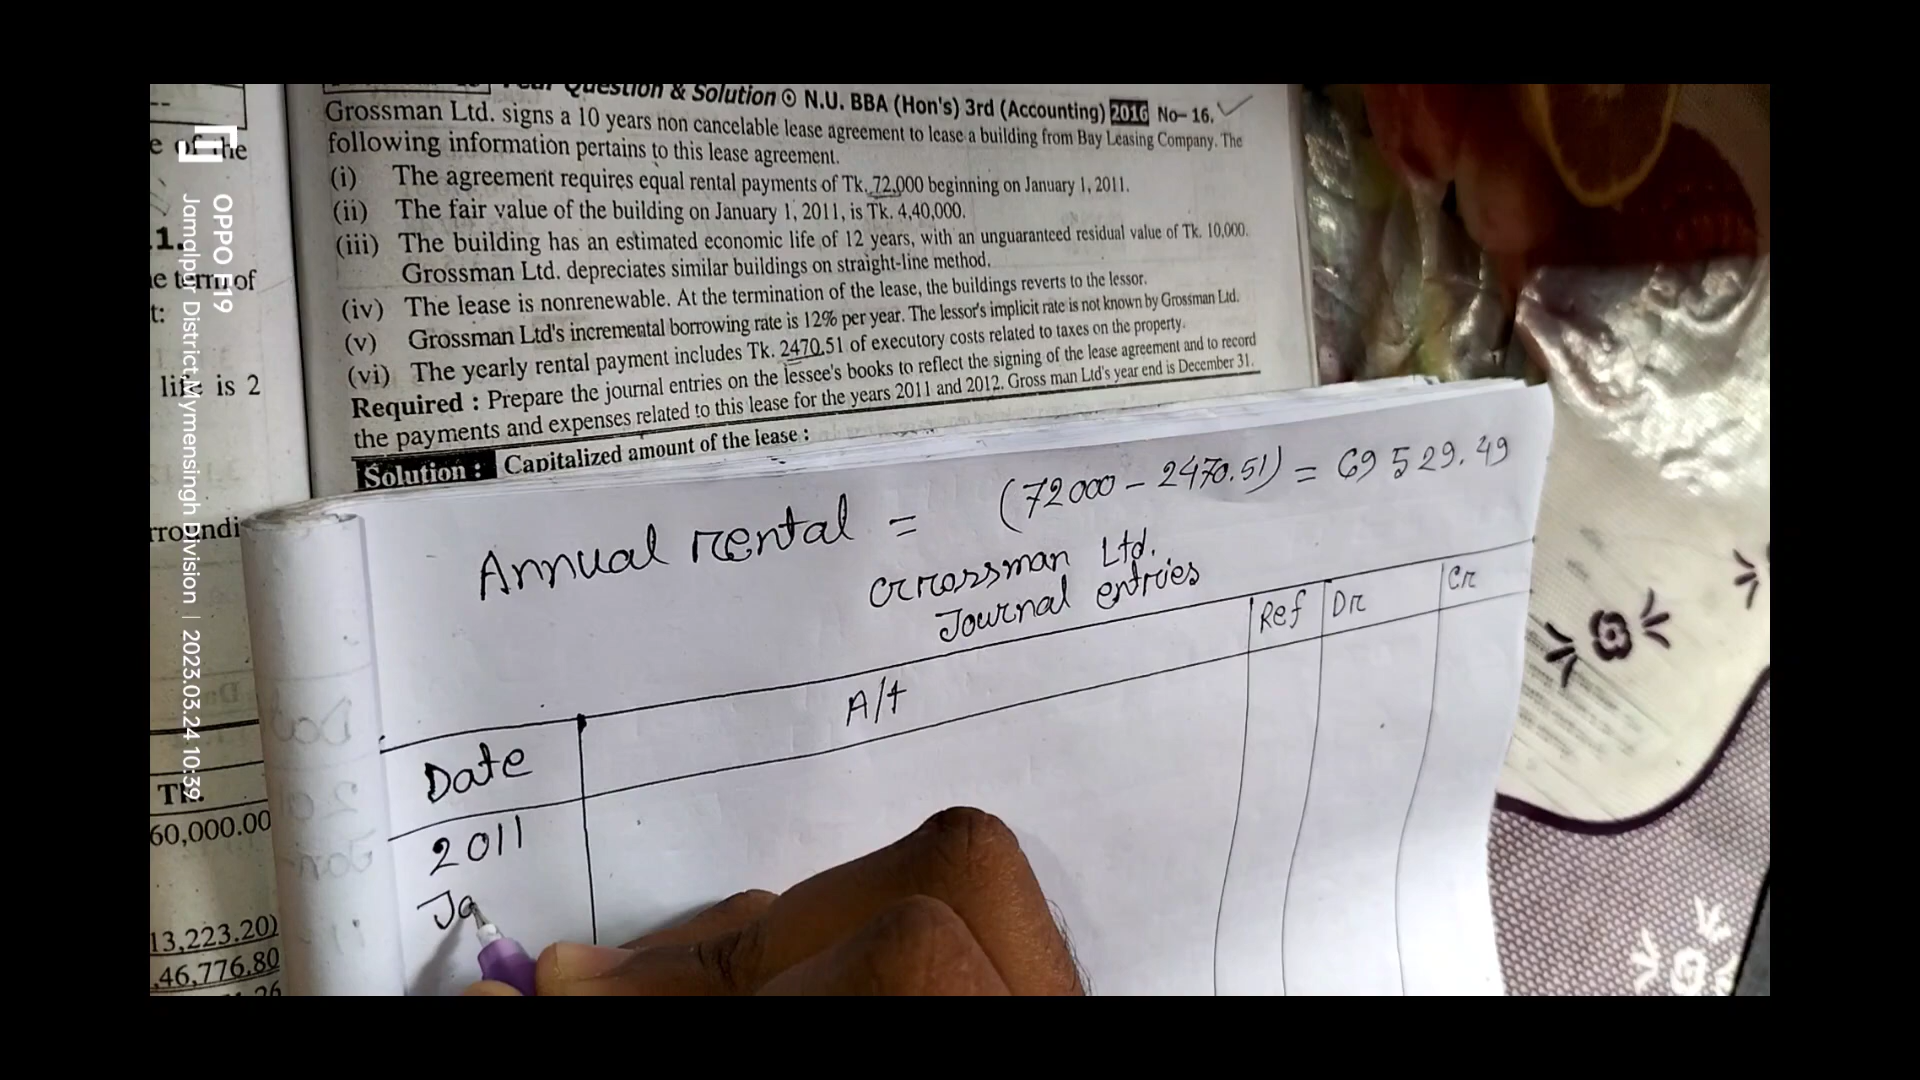 Question & Solution ⊙ N.U. BBA (Hon's) 3rd (Accounting) 2016 No– 16.
Grossman Ltd. signs a 10 years non cancelable lease agreement to lease a building from Bay Leasing Company. The
following information pertains to this lease agreement.
(i) The agreement requires equal rental payments of Tk. 72,000 beginning on January 1, 2011.
(ii) The fair value of the building on January 1, 2011, is Tk. 4,40,000.
(iii) The building has an estimated economic life of 12 years, with an unguaranteed residual value of Tk. 10,000.
Grossman Ltd. depreciates similar buildings on straight-line method.
(iv) The lease is nonrenewable. At the termination of the lease, the buildings reverts to the lessor.
(v) Grossman Ltd's incremental borrowing rate is 12% per year. The lessor's implicit rate is not known by Grossman Ltd.
(vi) The yearly rental payment includes Tk. 2470.51 of executory costs related to taxes on the property.
Required : Prepare the journal entries on the lessee's books to reflect the signing of the lease agreement and to record
the payments and expenses related to this lease for the years 2011 and 2012. Gross man Ltd's year end is December 31.
Solution : Capitalized amount of the lease :
Annual rental = (72000 – 2470.51) = 69529.49
Grossman Ltd.
Journal entries
Date A/t Ref Dr Cr
2011
Ja
e of the
1.
e term of
t:
life is 2
Tk.
60,000.00
13,223.20)
,46,776.80
OPPO F19
Jamalpur District,Mymensingh Division | 2023.03.24 10:39